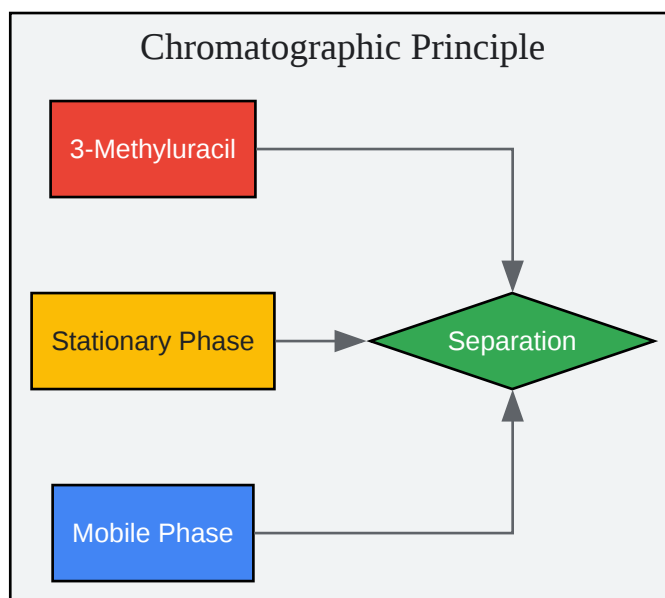 Chromatographic Principle
3-Methyluracil
Stationary Phase
Separation
Mobile Phase